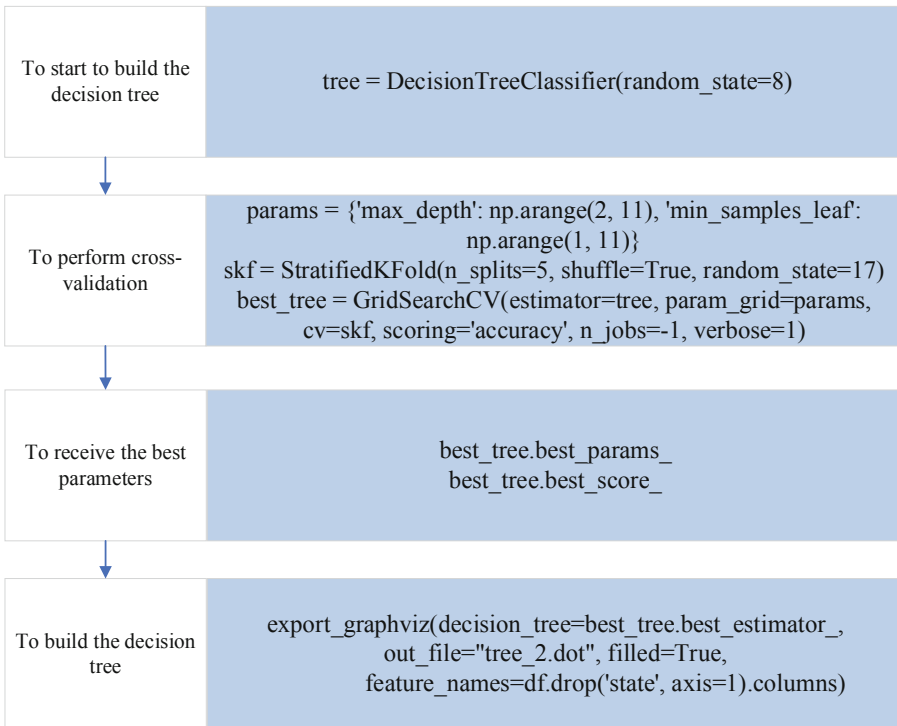 To start to build the
decision tree
tree = DecisionTreeClassifier(random_state=8)
To perform cross-
validation
params = {'max_depth': np.arange(2, 11), 'min_samples_leaf':
np.arange(1, 11)}
skf = StratifiedKFold(n_splits=5, shuffle=True, random_state=17)
best_tree = GridSearchCV(estimator=tree, param_grid=params,
cv=skf, scoring='accuracy', n_jobs=-1, verbose=1)
To receive the best
parameters
best_tree.best_params_
best_tree.best_score_
To build the decision
tree
export_graphviz(decision_tree=best_tree.best_estimator_,
out_file="tree_2.dot", filled=True,
feature_names=df.drop('state', axis=1).columns)